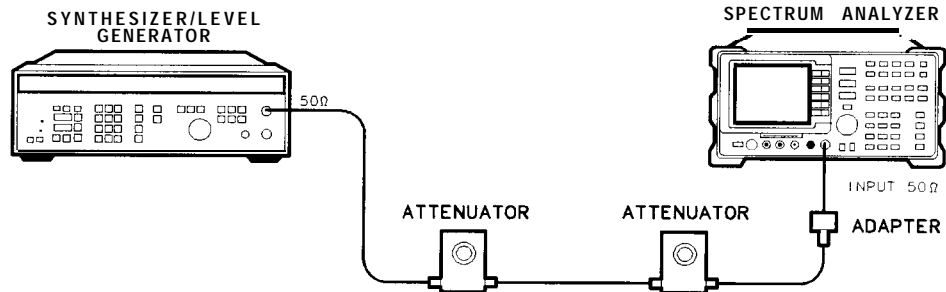 SYNTHESIZER/LEVEL
GENERATOR
SPECTRUM ANALYZER
50Ω
INPUT 50Ω
ATTENUATOR
ATTENUATOR
ADAPTER